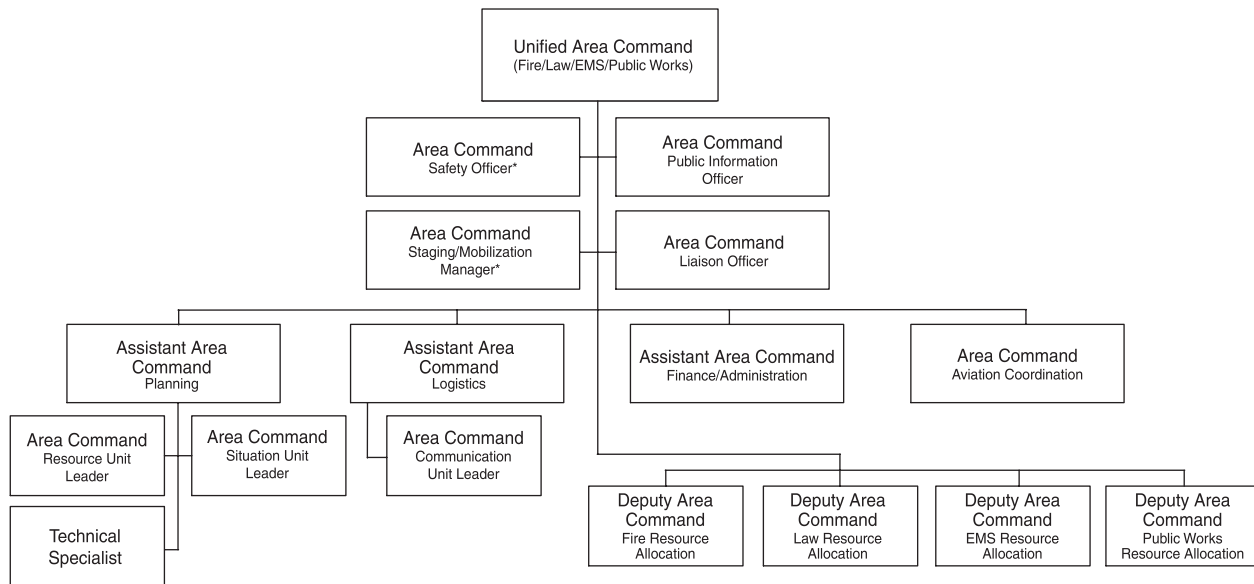 Unified Area Command
(Fire/Law/EMS/Public Works)
Area Command
Safety Officer*
Area Command
Public Information
Officer
Area Command
Staging/Mobilization
Manager*
Area Command
Liaison Officer
Assistant Area
Command
Planning
Assistant Area
Command
Logistics
Assistant Area Command
Finance/Administration
Area Command
Aviation Coordination
Area Command
Resource Unit
Leader
Area Command
Situation Unit
Leader
Area Command
Communication
Unit Leader
Technical
Specialist
Deputy Area
Command
Fire Resource
Allocation
Deputy Area
Command
Law Resource
Allocation
Deputy Area
Command
EMS Resource
Allocation
Deputy Area
Command
Public Works
Resource Allocation